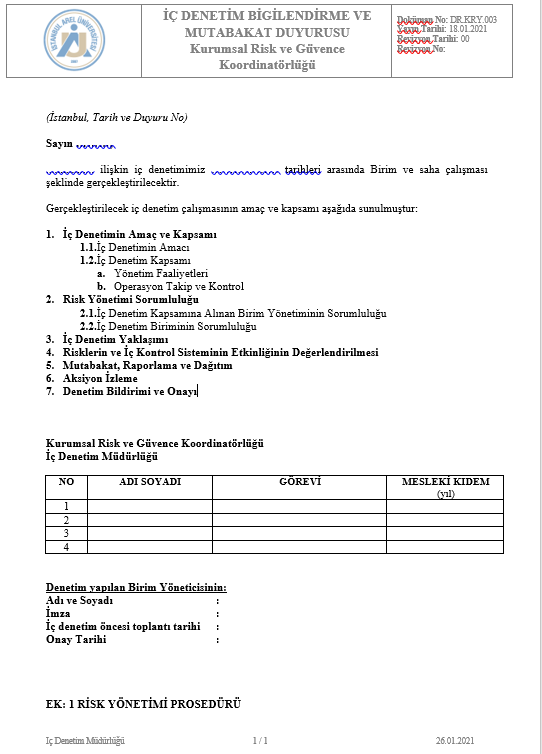 İSTANBUL AREL ÜNİVERSİTESİ
İÇ DENETİM BİGİLENDİRME VE
MUTABAKAT DUYURUSU
Kurumsal Risk ve Güvence
Koordinatörlüğü
Doküman No: DR.KRY.003
Yayın Tarihi: 18.01.2021
Revizyon Tarihi: 00
Revizyon No:
(İstanbul, Tarih ve Duyuru No)
Sayın ……….
………… ilişkin iç denetimimiz ………………. tarihleri arasında Birim ve saha çalışması
şeklinde gerçekleştirilecektir.
Gerçekleştirilecek iç denetim çalışmasının amaç ve kapsamı aşağıda sunulmuştur:
1. İç Denetimin Amaç ve Kapsamı
1.1.İç Denetimin Amacı
1.2.İç Denetim Kapsamı
a. Yönetim Faaliyetleri
b. Operasyon Takip ve Kontrol
2. Risk Yönetimi Sorumluluğu
2.1.İç Denetim Kapsamına Alınan Birim Yönetiminin Sorumluluğu
2.2.İç Denetim Biriminin Sorumluluğu
3. İç Denetim Yaklaşımı
4. Risklerin ve İç Kontrol Sisteminin Etkinliğinin Değerlendirilmesi
5. Mutabakat, Raporlama ve Dağıtım
6. Aksiyon İzleme
7. Denetim Bildirimi ve Onayı
Kurumsal Risk ve Güvence Koordinatörlüğü
İç Denetim Müdürlüğü
NO ADI SOYADI GÖREVİ MESLEKİ KIDEM
(yıl)
1
2
3
4
Denetim yapılan Birim Yöneticisinin:
Adı ve Soyadı :
İmza :
İç denetim öncesi toplantı tarihi :
Onay Tarihi :
EK: 1 RİSK YÖNETİMİ PROSEDÜRÜ
İç Denetim Müdürlüğü 1 / 1 26.01.2021